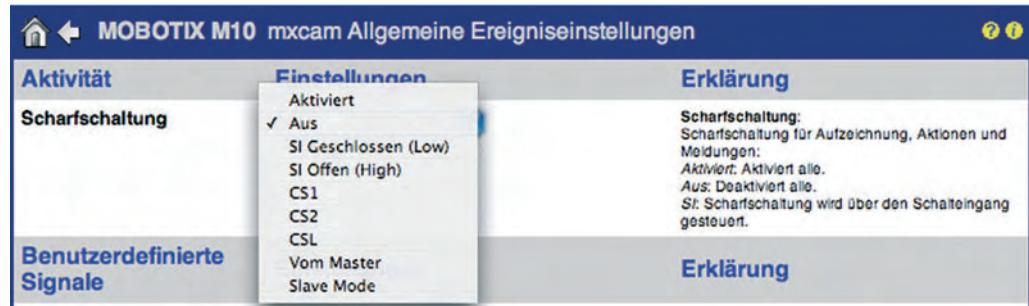 MOBOTIX M10 mxcam Allgemeine Ereigniseinstellungen
? i
Aktivität
Einstellungen
Erklärung
Scharfschaltung
Aktiviert
✓ Aus
SI Geschlossen (Low)
SI Offen (High)
CS1
CS2
CSL
Vom Master
Slave Mode
Scharfschaltung:
Scharfschaltung für Aufzeichnung, Aktionen und
Meldungen:
Aktiviert: Aktiviert alle.
Aus: Deaktiviert alle.
SI: Scharfschaltung wird über den Schalteingang
gesteuert.
Benutzerdefinierte
Signale
Erklärung